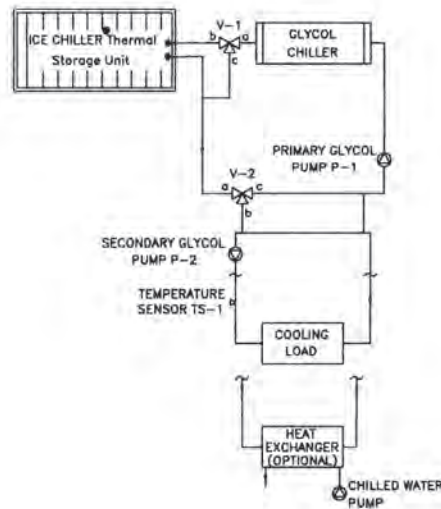 V-1
b
a
c
ICE CHILLER Thermal
Storage Unit
GLYCOL
CHILLER
PRIMARY GLYCOL
PUMP P-1
V-2
a
c
b
SECONDARY GLYCOL
PUMP P-2
TEMPERATURE
SENSOR TS-1
COOLING
LOAD
HEAT
EXCHANGER
(OPTIONAL)
CHILLED WATER
PUMP